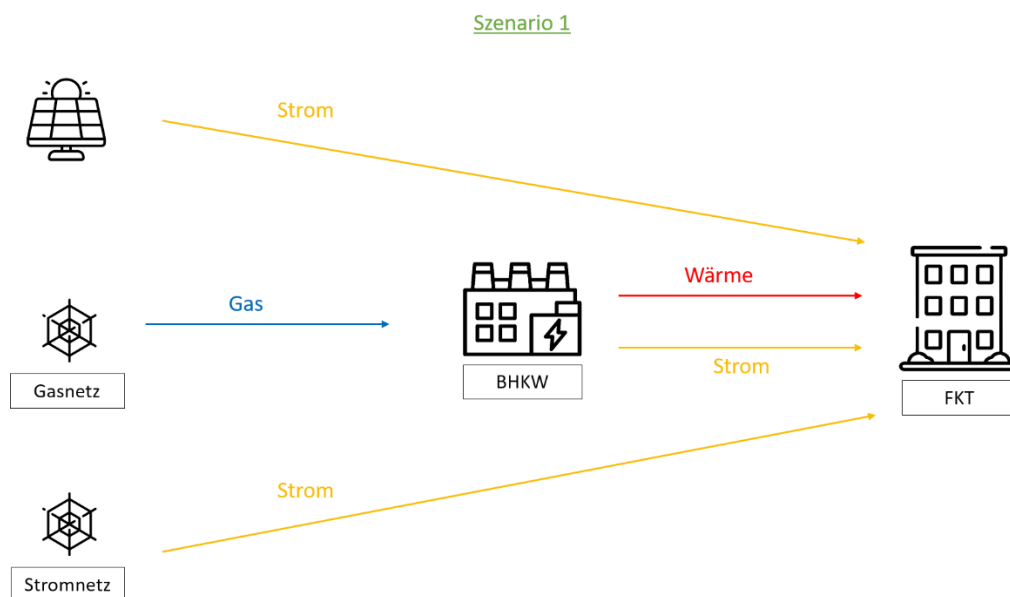 Szenario 1
Strom
Gas
Wärme
Strom
Gasnetz
BHKW
FKT
Strom
Stromnetz